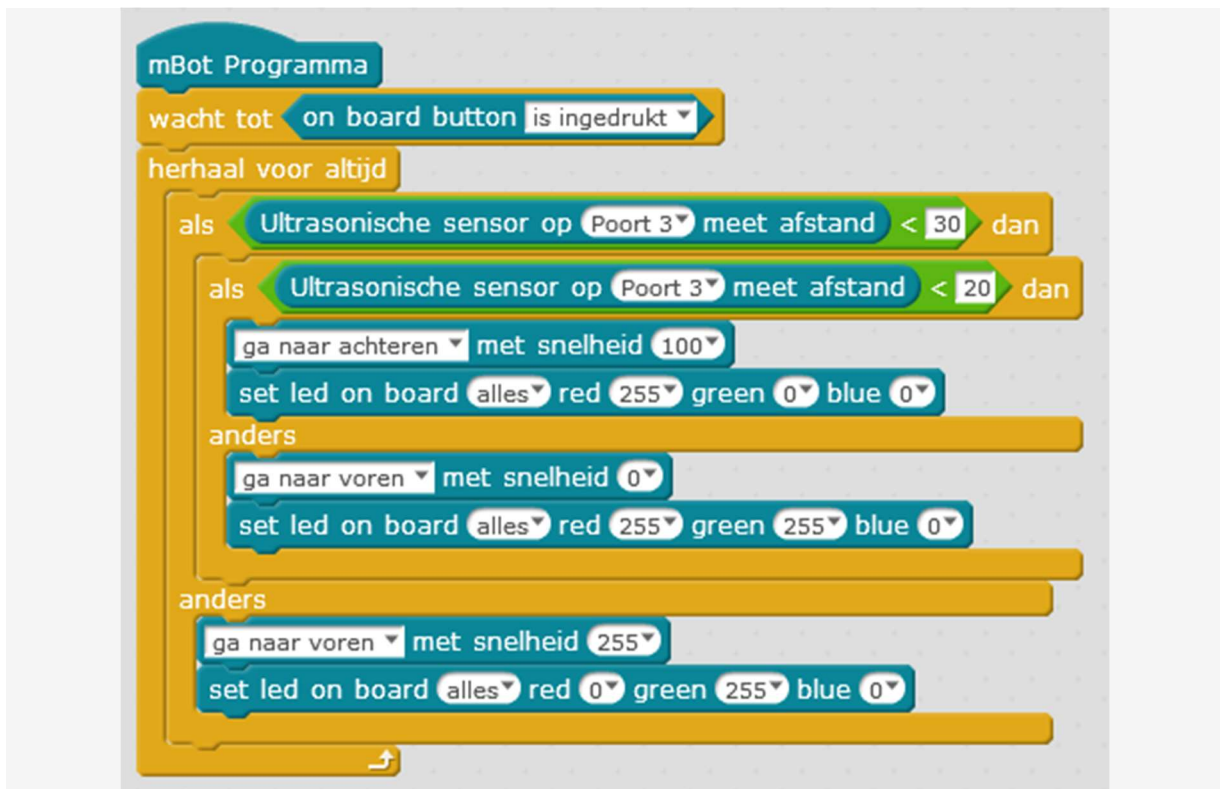 mBot Programma
wacht tot on board button is ingedrukt
herhaal voor altijd
als Ultrasonische sensor op Poort 3 meet afstand < 30 dan
als Ultrasonische sensor op Poort 3 meet afstand < 20 dan
ga naar achteren met snelheid 100
set led on board alles red 255 green 0 blue 0
anders
ga naar voren met snelheid 0
set led on board alles red 255 green 255 blue 0
anders
ga naar voren met snelheid 255
set led on board alles red 0 green 255 blue 0